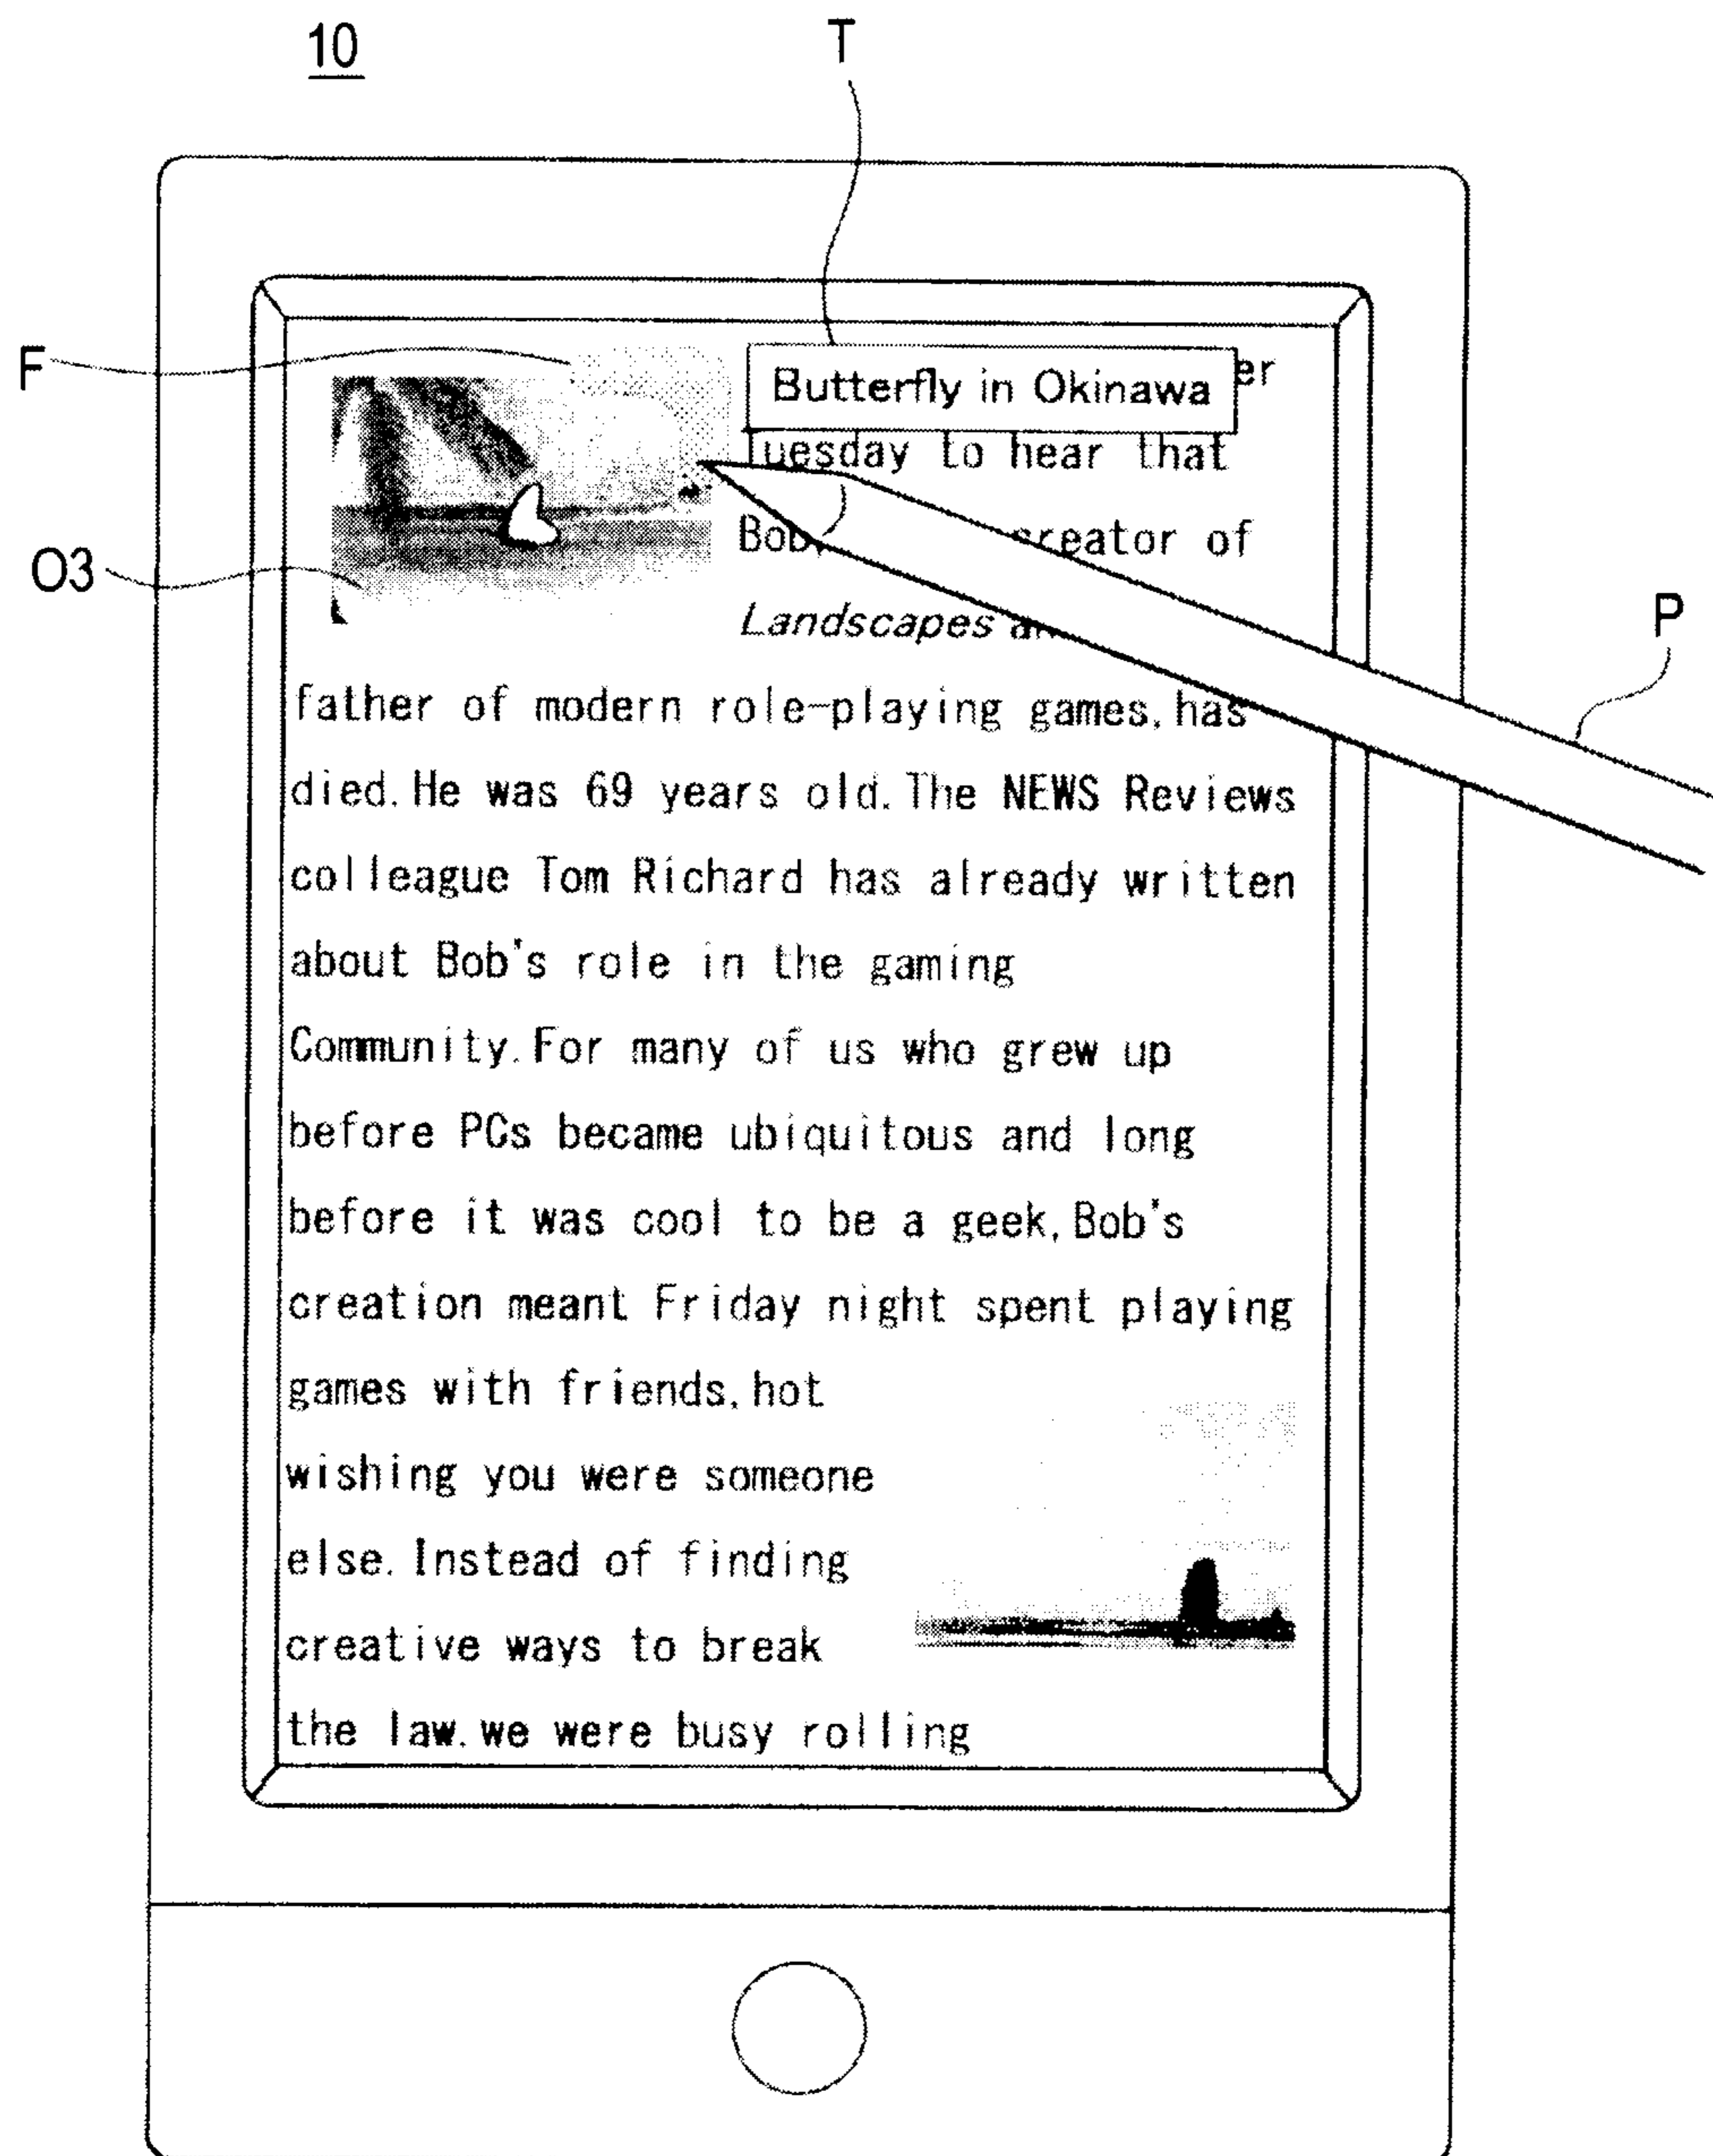 10
T
F
Butterfly in Okinawa
er
Tuesday to hear that
O3
creator of
P
Landscapes
father of modern role-playing games, has
died. He was 69 years old. The NEWS Reviews
colleague Tom Richard has already written
about Bob's role in the gaming
Community. For many of us who grew up
before PCs became ubiquitous and long
before it was cool to be a geek, Bob's
creation meant Friday night spent playing
games with friends, hot
wishing you were someone
else. Instead of finding
creative ways to break
the law. we were busy rolling